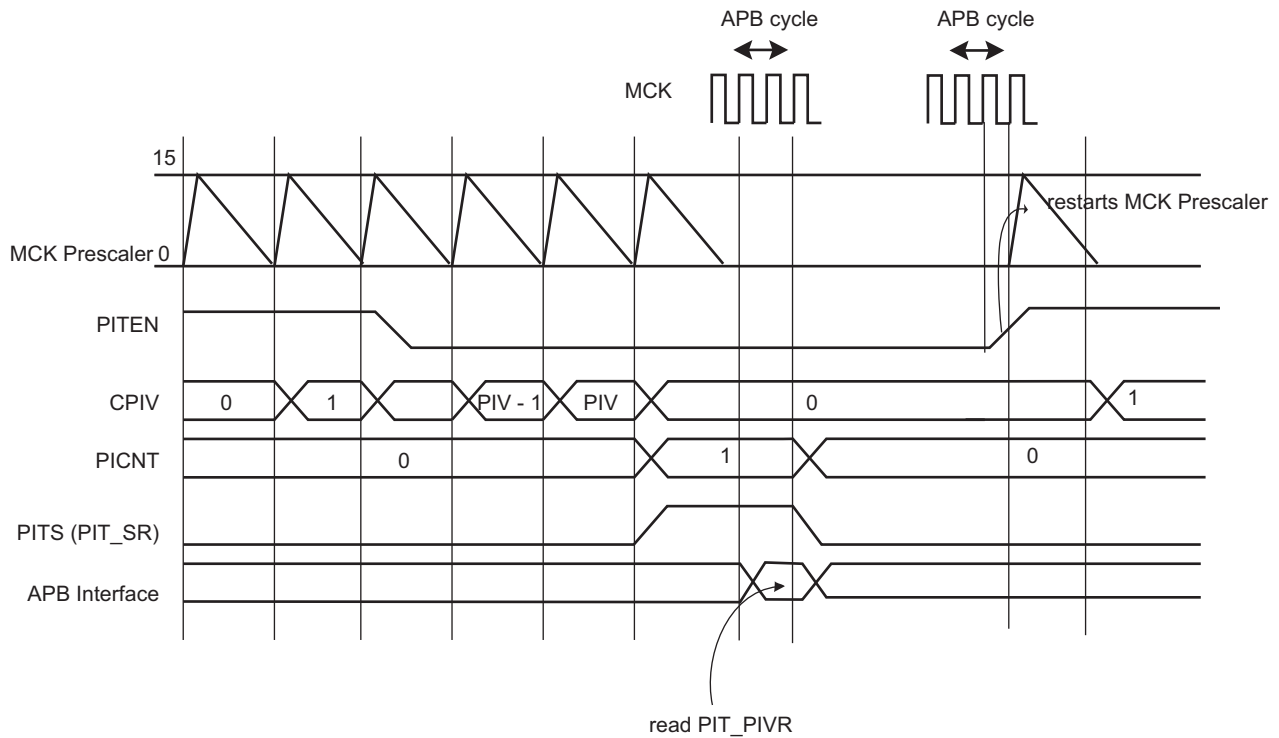 APB cycle APB cycle
MCK
15
restarts MCK Prescaler
MCK Prescaler 0
PITEN
CPIV 0 1 PIV - 1 PIV 0 1
PICNT 0 1 0
PITS (PIT_SR)
APB Interface
read PIT_PIVR